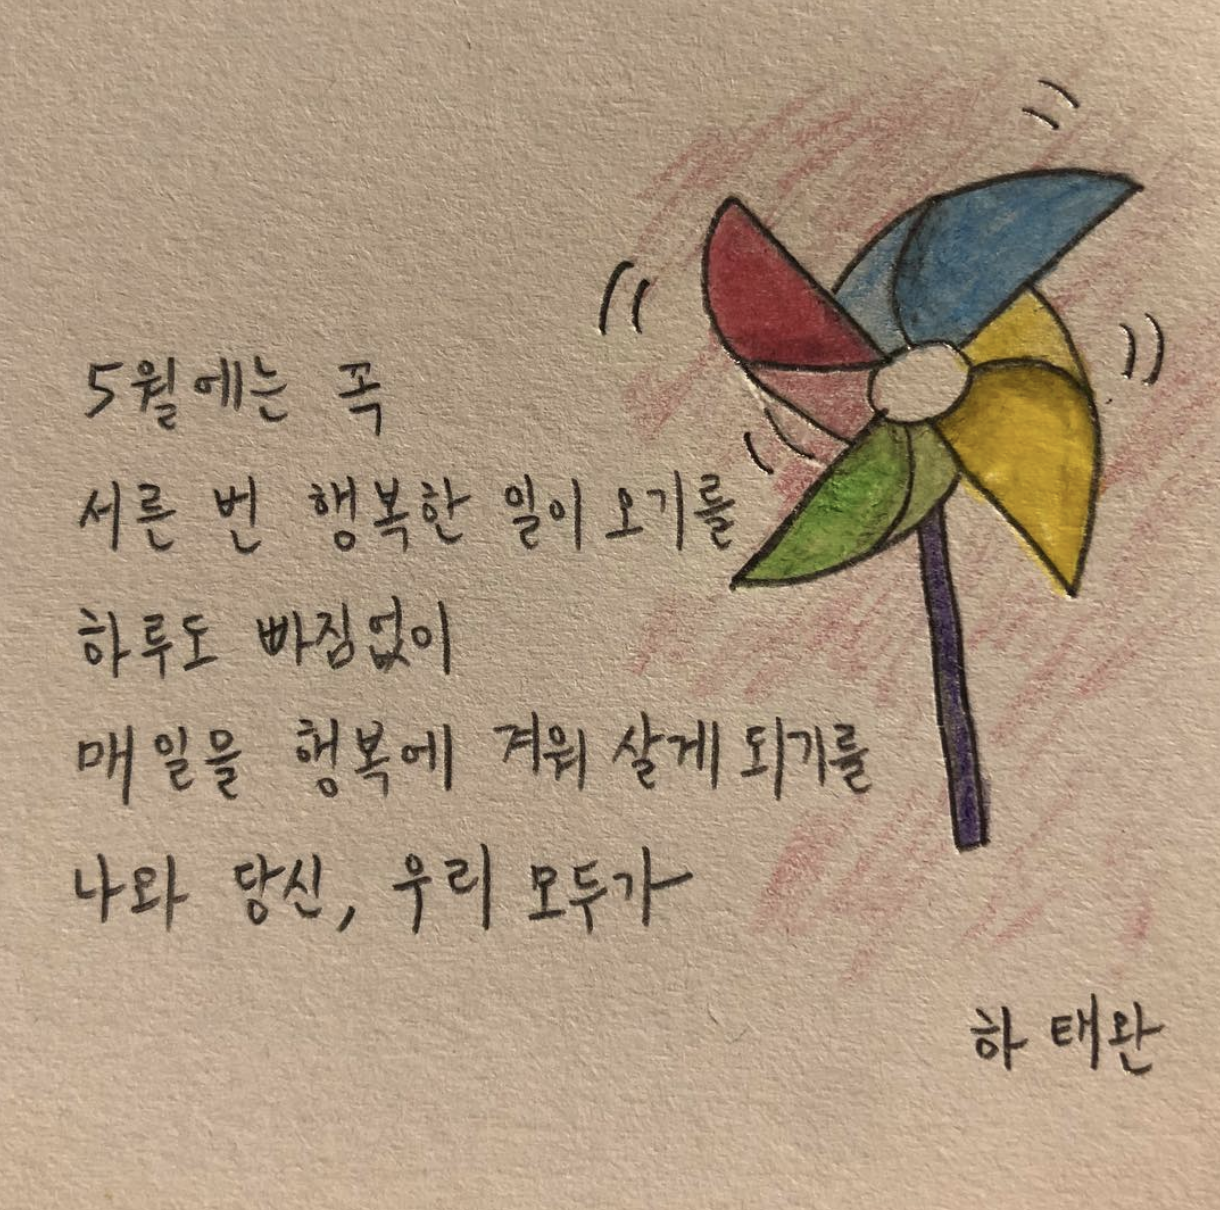 5월에는 꼭
서른 번 행복한 일이 오기를
하루도 빠짐없이
매일을 행복에 겨워 살게 되기를
나와 당신, 우리 모두가
하태완